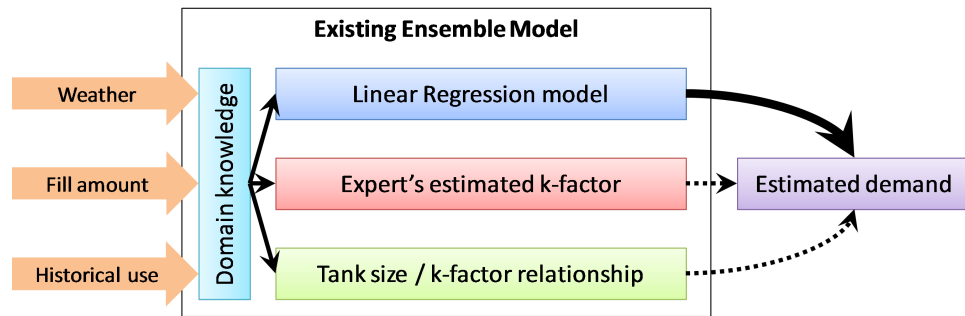 Existing Ensemble Model
Weather
Fill amount
Historical use
Domain knowledge
Linear Regression model
Expert's estimated k-factor
Tank size / k-factor relationship
Estimated demand